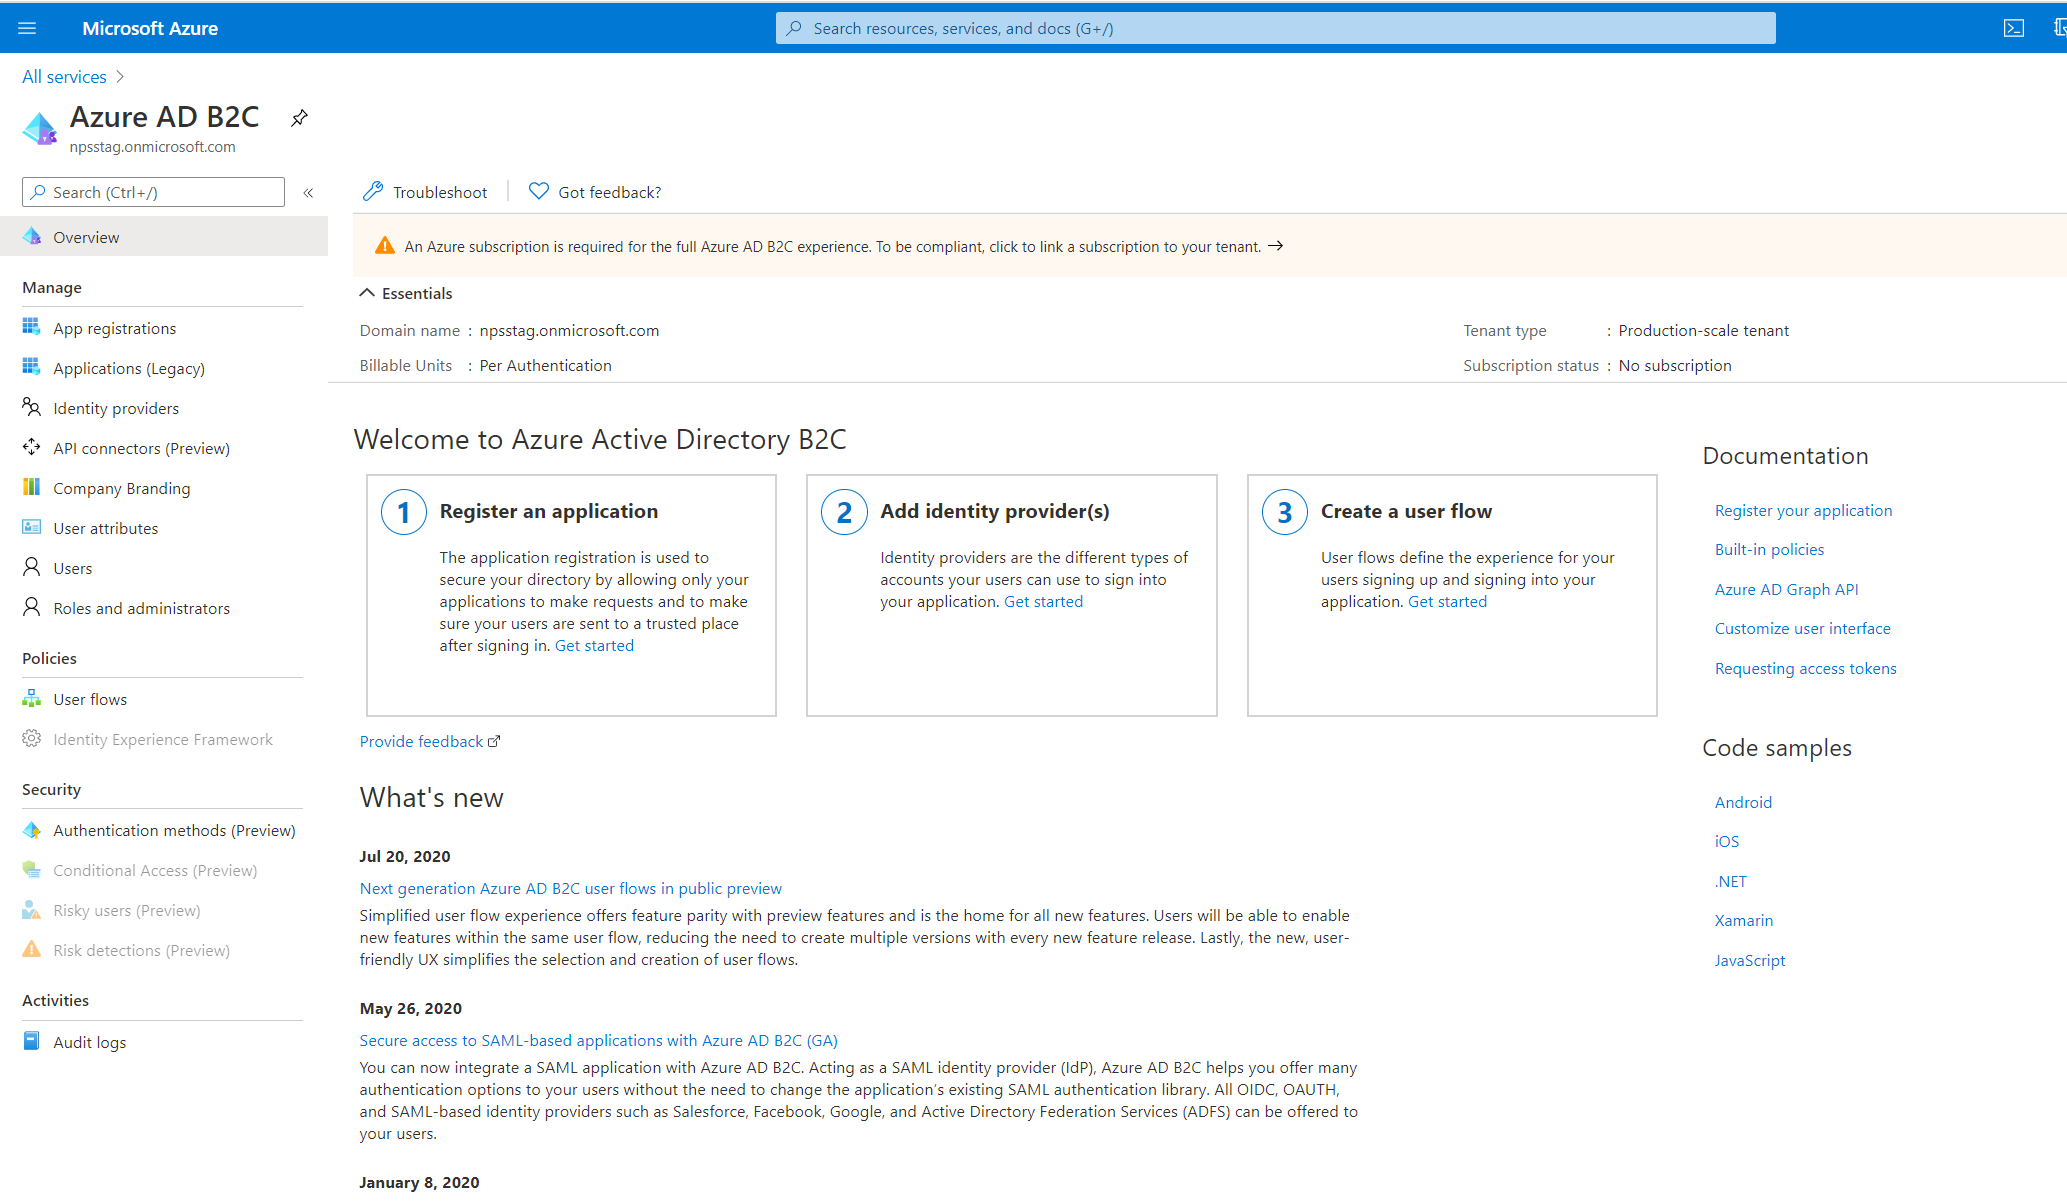 Microsoft Azure
Search resources, services, and docs (G+/)
All services
Azure AD B2C
npsstag.onmicrosoft.com
Search (Ctrl+/)
«
Overview
Manage
App registrations
Applications (Legacy)
Identity providers
API connectors (Preview)
Company Branding
User attributes
Users
Roles and administrators
Policies
User flows
Identity Experience Framework
Security
Authentication methods (Preview)
Conditional Access (Preview)
Risky users (Preview)
Risk detections (Preview)
Activities
Audit logs
Troubleshoot
Got feedback?
An Azure subscription is required for the full Azure AD B2C experience. To be compliant, click to link a subscription to your tenant. →
Essentials
Domain name : npsstag.onmicrosoft.com
Billable Units : Per Authentication
Tenant type : Production-scale tenant
Subscription status : No subscription
Welcome to Azure Active Directory B2C
1 Register an application
The application registration is used to
secure your directory by allowing only your
applications to make requests and to make
sure your users are sent to a trusted place
after signing in. Get started
2 Add identity provider(s)
Identity providers are the different types of
accounts your users can use to sign into
your application. Get started
3 Create a user flow
User flows define the experience for your
users signing up and signing into your
application. Get started
Provide feedback
What's new
Jul 20, 2020
Next generation Azure AD B2C user flows in public preview
Simplified user flow experience offers feature parity with preview features and is the home for all new features. Users will be able to enable
new features within the same user flow, reducing the need to create multiple versions with every new feature release. Lastly, the new, user-
friendly UX simplifies the selection and creation of user flows.
May 26, 2020
Secure access to SAML-based applications with Azure AD B2C (GA)
You can now integrate a SAML application with Azure AD B2C. Acting as a SAML identity provider (IdP), Azure AD B2C helps you offer many
authentication options to your users without the need to change the application's existing SAML authentication library. All OIDC, OAUTH,
and SAML-based identity providers such as Salesforce, Facebook, Google, and Active Directory Federation Services (ADFS) can be offered to
your users.
January 8, 2020
Documentation
Register your application
Built-in policies
Azure AD Graph API
Customize user interface
Requesting access tokens
Code samples
Android
iOS
.NET
Xamarin
JavaScript